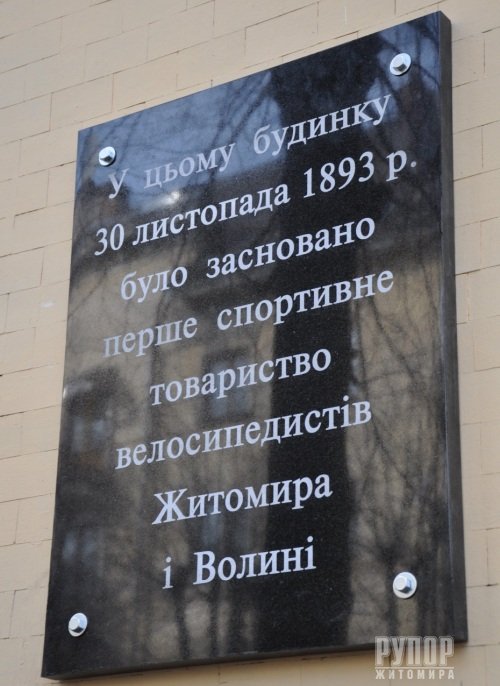 У цьому будинку
30 листопада 1893 р.
було засновано
перше спортивне
товариство
велосипедистів
Житомира
і Волині
РУПОР
ЖИТОМИРА